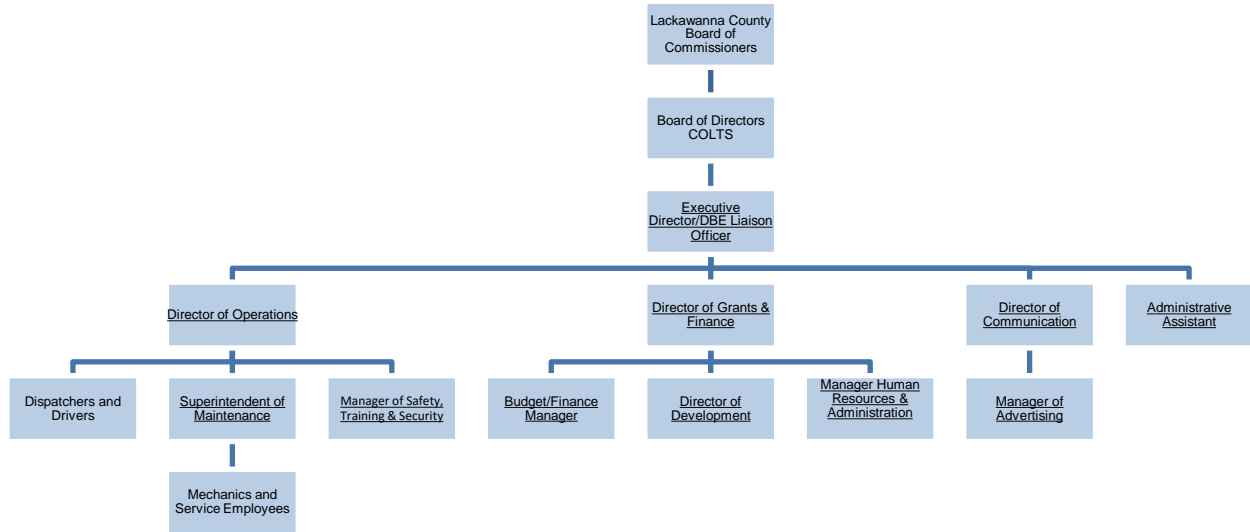 Lackawanna County
Board of
Commissioners
Board of Directors
COLTS
Executive
Director/DBE Liaison
Officer
Director of Operations
Director of Grants &
Finance
Director of
Communication
Administrative
Assistant
Dispatchers and
Drivers
Superintendent of
Maintenance
Manager of Safety,
Training & Security
Budget/Finance
Manager
Director of
Development
Manager Human
Resources &
Administration
Manager of
Advertising
Mechanics and
Service Employees